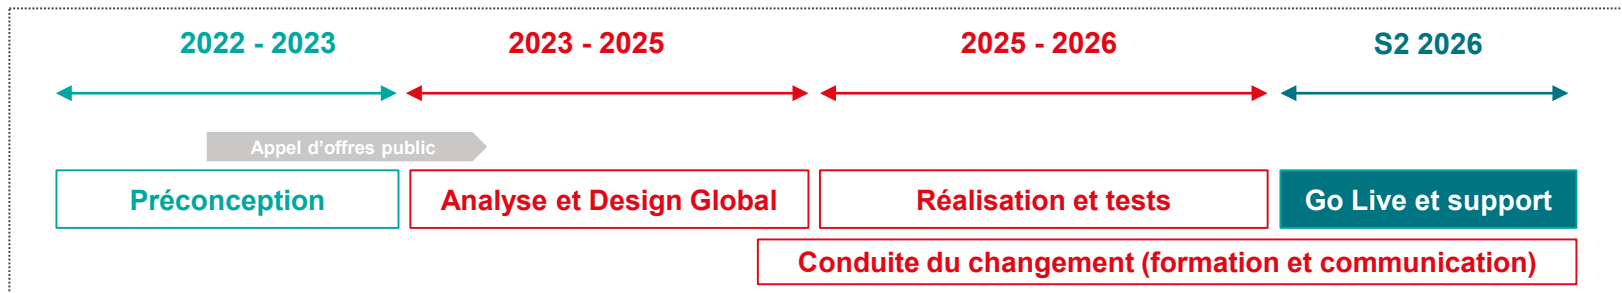 2022 - 2023
2023 - 2025
2025 - 2026
S2 2026
Appel d’offres public
Préconception
Analyse et Design Global
Réalisation et tests
Go Live et support
Conduite du changement (formation et communication)